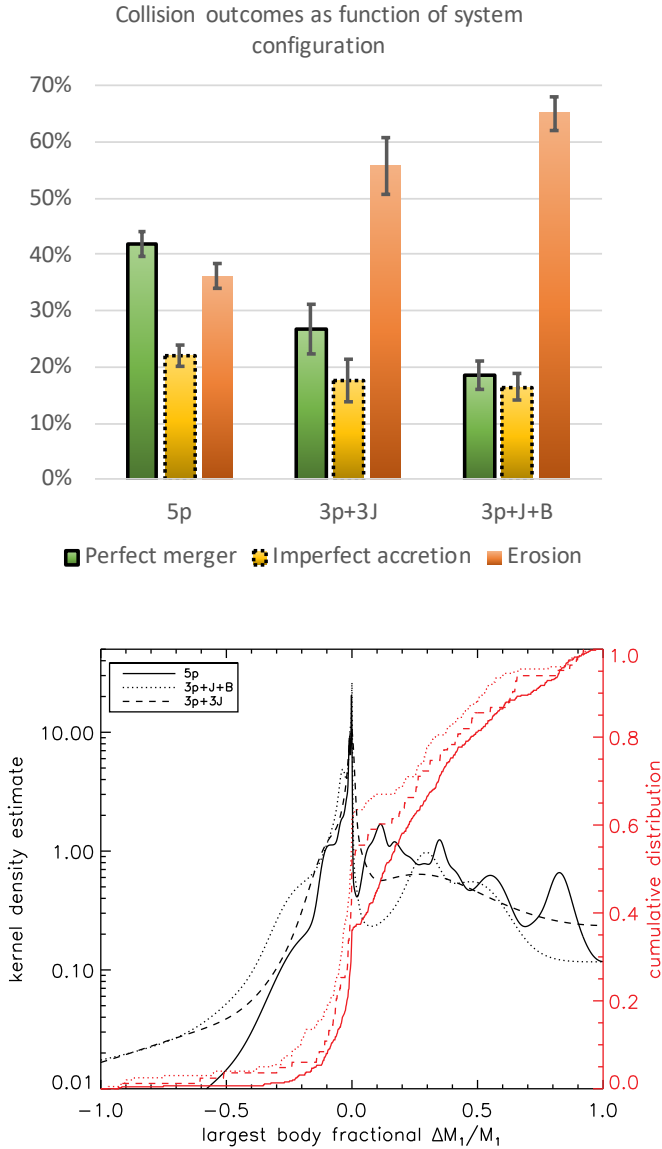 Collision outcomes as function of system
configuration
70%
60%
50%
40%
30%
20%
10%
0%
5p
3p+3J
3p+J+B
Perfect merger
Imperfect accretion
Erosion
5p
3p+J+B
3p+3J
kernel density estimate
10.00
1.00
0.10
0.01
1.0
0.8
0.6
0.4
0.2
0.0
cumulative distribution
-1.0
-0.5
0.0
0.5
1.0
largest body fractional ΔM₁/M₁